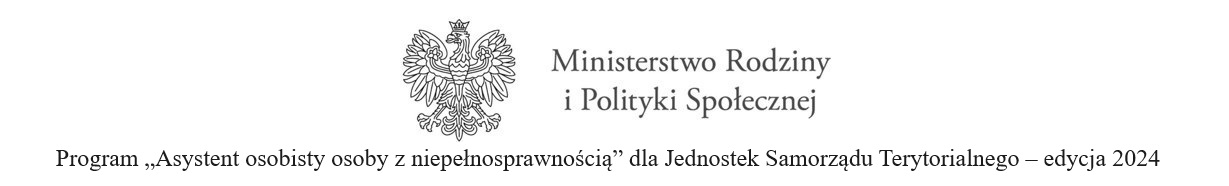 Ministerstwo Rodziny
i Polityki Społecznej
Program „Asystent osobisty osoby z niepełnosprawnością” dla Jednostek Samorządu Terytorialnego – edycja 2024